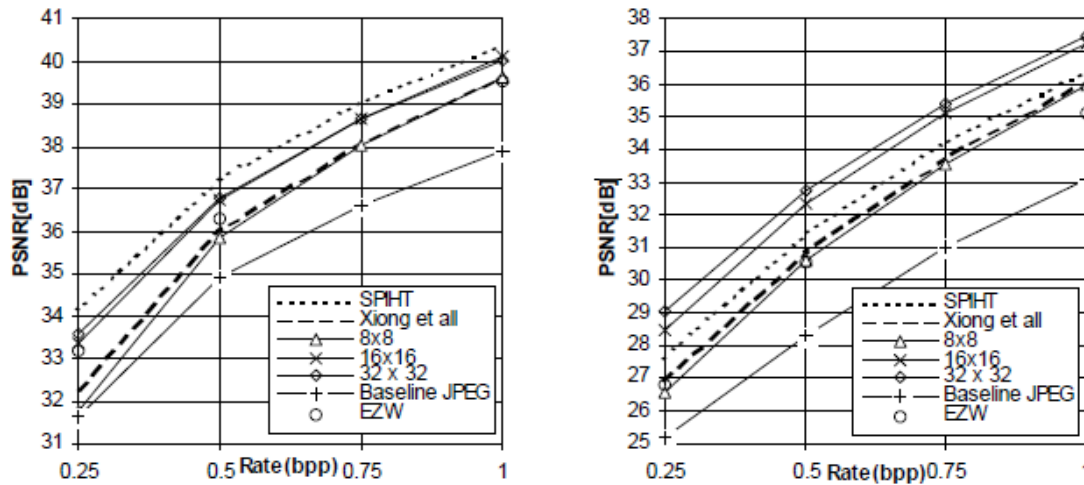 41
40
39
38
37
36
35
34
33
32
31
PSNR[dB]
0.25
0.5
0.75
1
Rate(bpp)
SPIHT
Xiong et all
8x8
16x16
32 x 32
Baseline JPEG
EZW
38
37
36
35
34
33
32
31
30
29
28
27
26
25
PSNR[dB]
0.25
0.5
0.75
1
Rate(bpp)
SPIHT
Xiong et all
8x8
16x16
32 x 32
Baseline JPEG
EZW